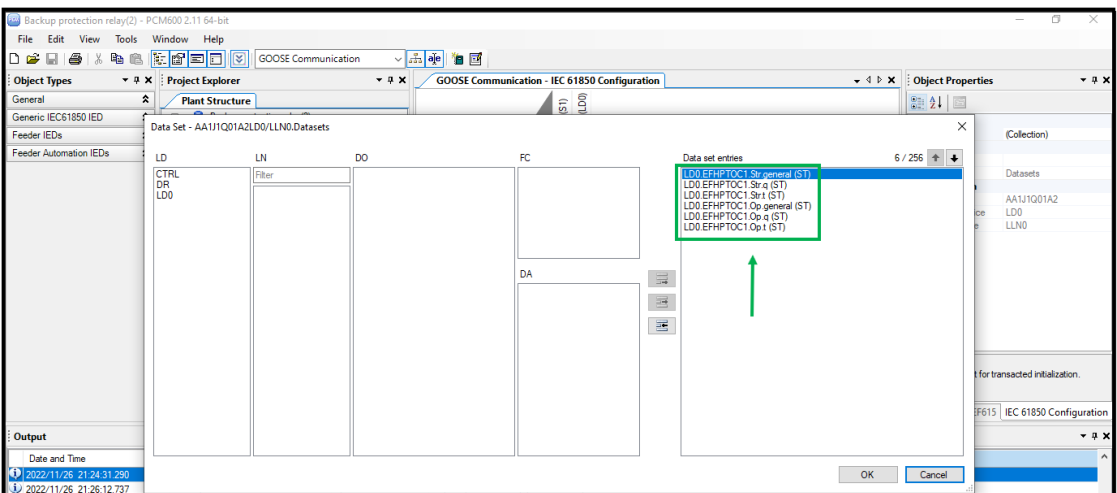 Backup protection relay(2) - PCM600 2.11 64-bit
File Edit View Tools Window Help
GOOSE Communication
Object Types
Project Explorer
GOOSE Communication - IEC 61850 Configuration
Object Properties
General
Plant Structure
(S1)
(LD0)
Generic IEC61850 IED
Feeder IEDs
Feeder Automation IEDs
Data Set - AA1J1Q01A2LD0/LLN0.Datasets
(Collection)
LD LN DO FC Data set entries 6 / 256
CTRL
DR
LD0
Filter
LD0.EFHPTOC1.Str.general (ST)
LD0.EFHPTOC1.Str.q (ST)
LD0.EFHPTOC1.Str.t (ST)
LD0.EFHPTOC1.Op.general (ST)
LD0.EFHPTOC1.Op.q (ST)
LD0.EFHPTOC1.Op.t (ST)
Datasets
AA1J1Q01A2
ce LD0
e LLN0
DA
t for transacted initialization.
EF615 IEC 61850 Configuration
Output
Date and Time
2022/11/26 21:24:31.290
2022/11/26 21:26:12.737
OK Cancel